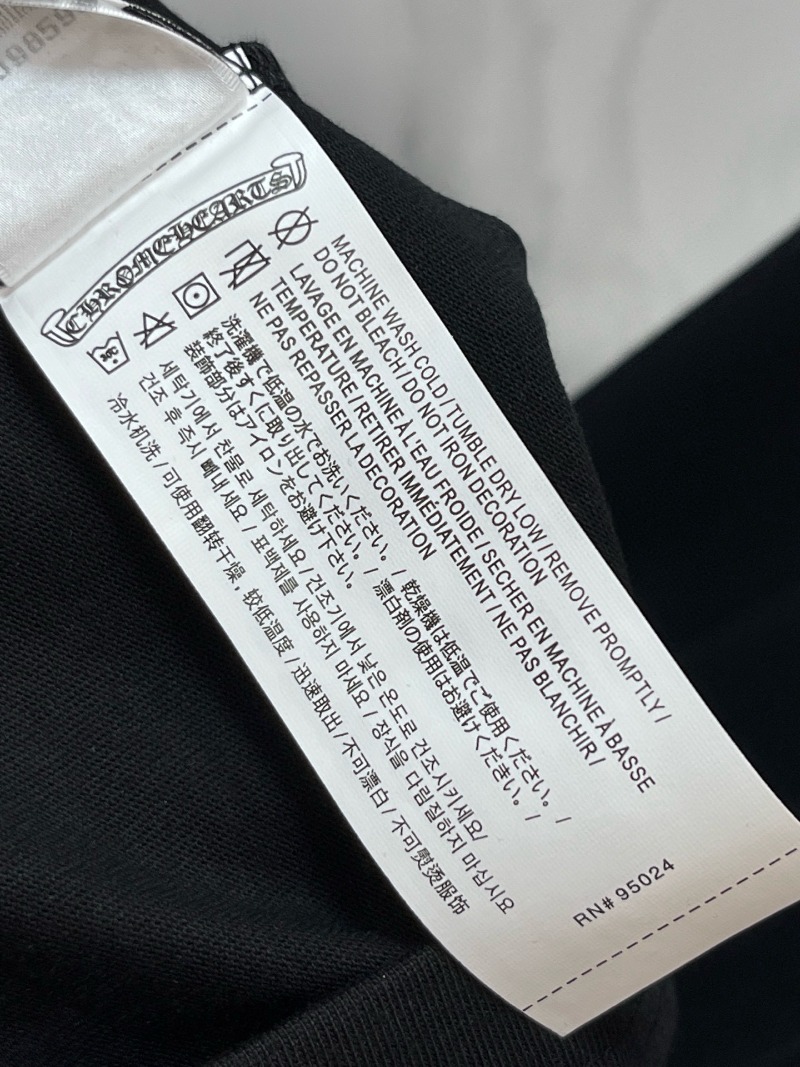 CHROME HEARTS
MACHINE WASH COLD / TUMBLE DRY LOW / REMOVE PROMPTLY /
DO NOT BLEACH / DO NOT IRON DECORATION
LAVAGE EN MACHINE À L'EAU FROIDE / SECHER EN MACHINE À BASSE
TEMPERATURE / RETIRER IMMÉDIATEMENT / NE PAS BLANCHIR /
NE PAS REPASSER LA DECORATION
洗濯機で低温の水でお洗いください。 / 乾燥機は低温でご使用ください。 /
終了後すぐに取り出してください。 / 漂白剤の使用はお避けください。 /
装飾部分はアイロンをお避け下さい。
세탁기에서 찬물로 세탁하세요 / 건조기에서 낮은 온도로 건조시키세요/
건조 후 즉시 빼내세요 / 표백제를 사용하지 마세요 / 장식을 다림질하지 마십시요
冷水机洗 / 可使用翻转干燥，较低温度 / 迅速取出 / 不可漂白 / 不可熨烫服饰
RN# 95024